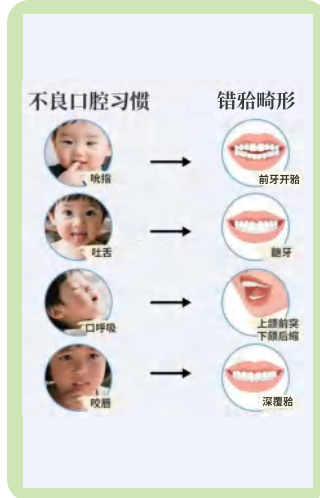 不良口腔习惯 错𬌗畸形
吮指 前牙开𬌗
吐舌 龅牙
口呼吸 上颌前突
下颌后缩
咬唇 深覆𬌗